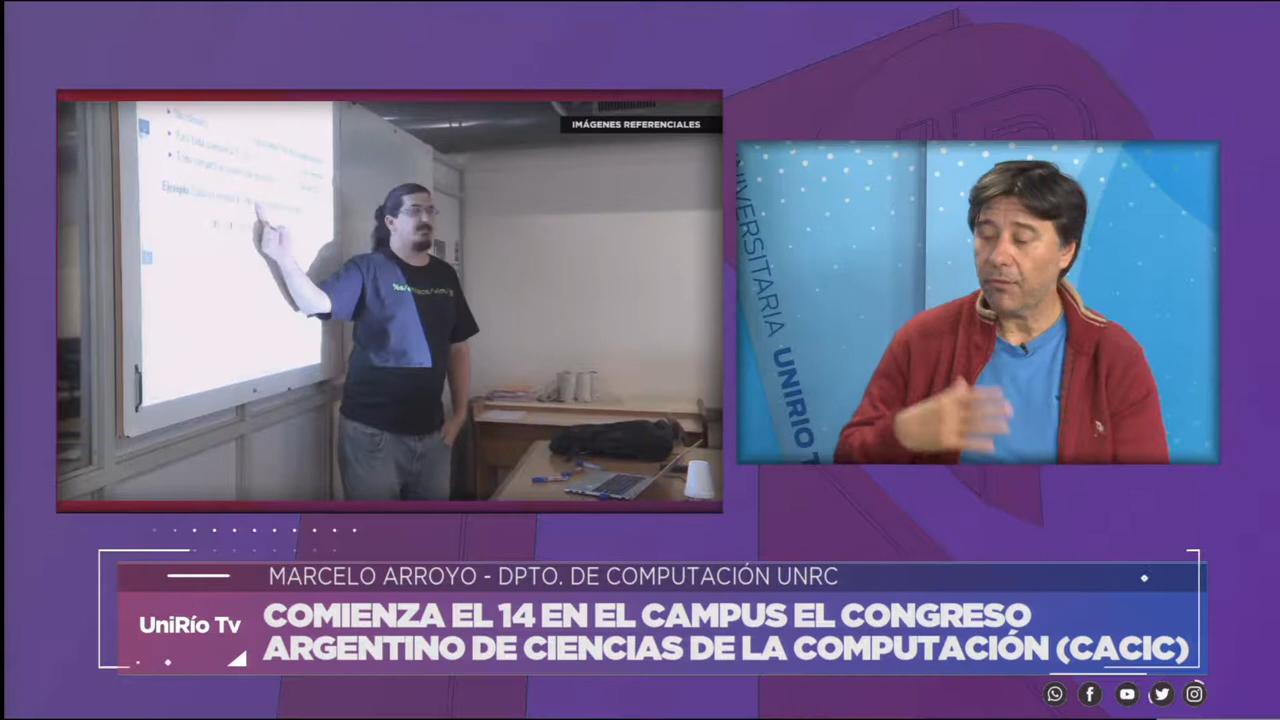 IMÁGENES REFERENCIALES
Ejemplo
UNIVERSITARIA UNIRIO T
MARCELO ARROYO - DPTO. DE COMPUTACIÓN UNRC
UniRío Tv
COMIENZA EL 14 EN EL CAMPUS EL CONGRESO
ARGENTINO DE CIENCIAS DE LA COMPUTACIÓN (CACIC)